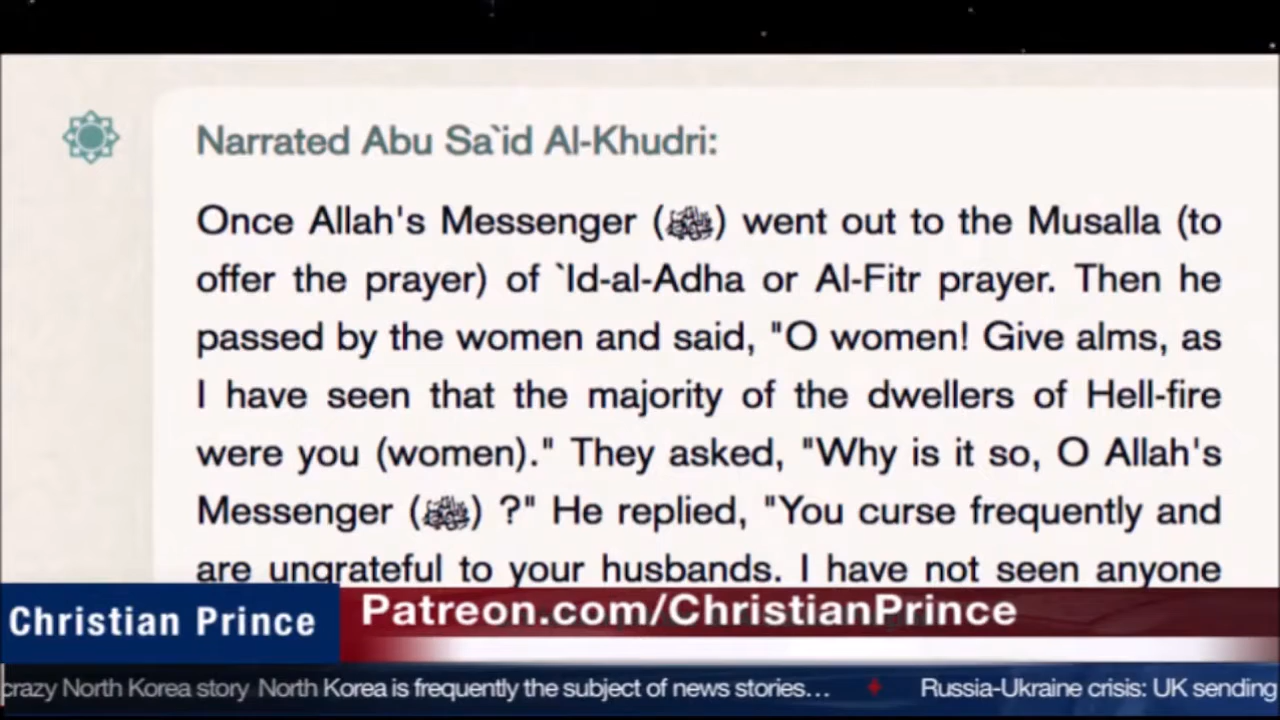 Narrated Abu Sa`id Al-Khudri:
Once Allah's Messenger (ﷺ) went out to the Musalla (to
offer the prayer) of `Id-al-Adha or Al-Fitr prayer. Then he
passed by the women and said, "O women! Give alms, as
I have seen that the majority of the dwellers of Hell-fire
were you (women)." They asked, "Why is it so, O Allah's
Messenger (ﷺ) ?" He replied, "You curse frequently and
are ungrateful to your husbands. I have not seen anyone
Christian Prince
Patreon.com/ChristianPrince
crazy North Korea story North Korea is frequently the subject of news stories... Russia-Ukraine crisis: UK sending